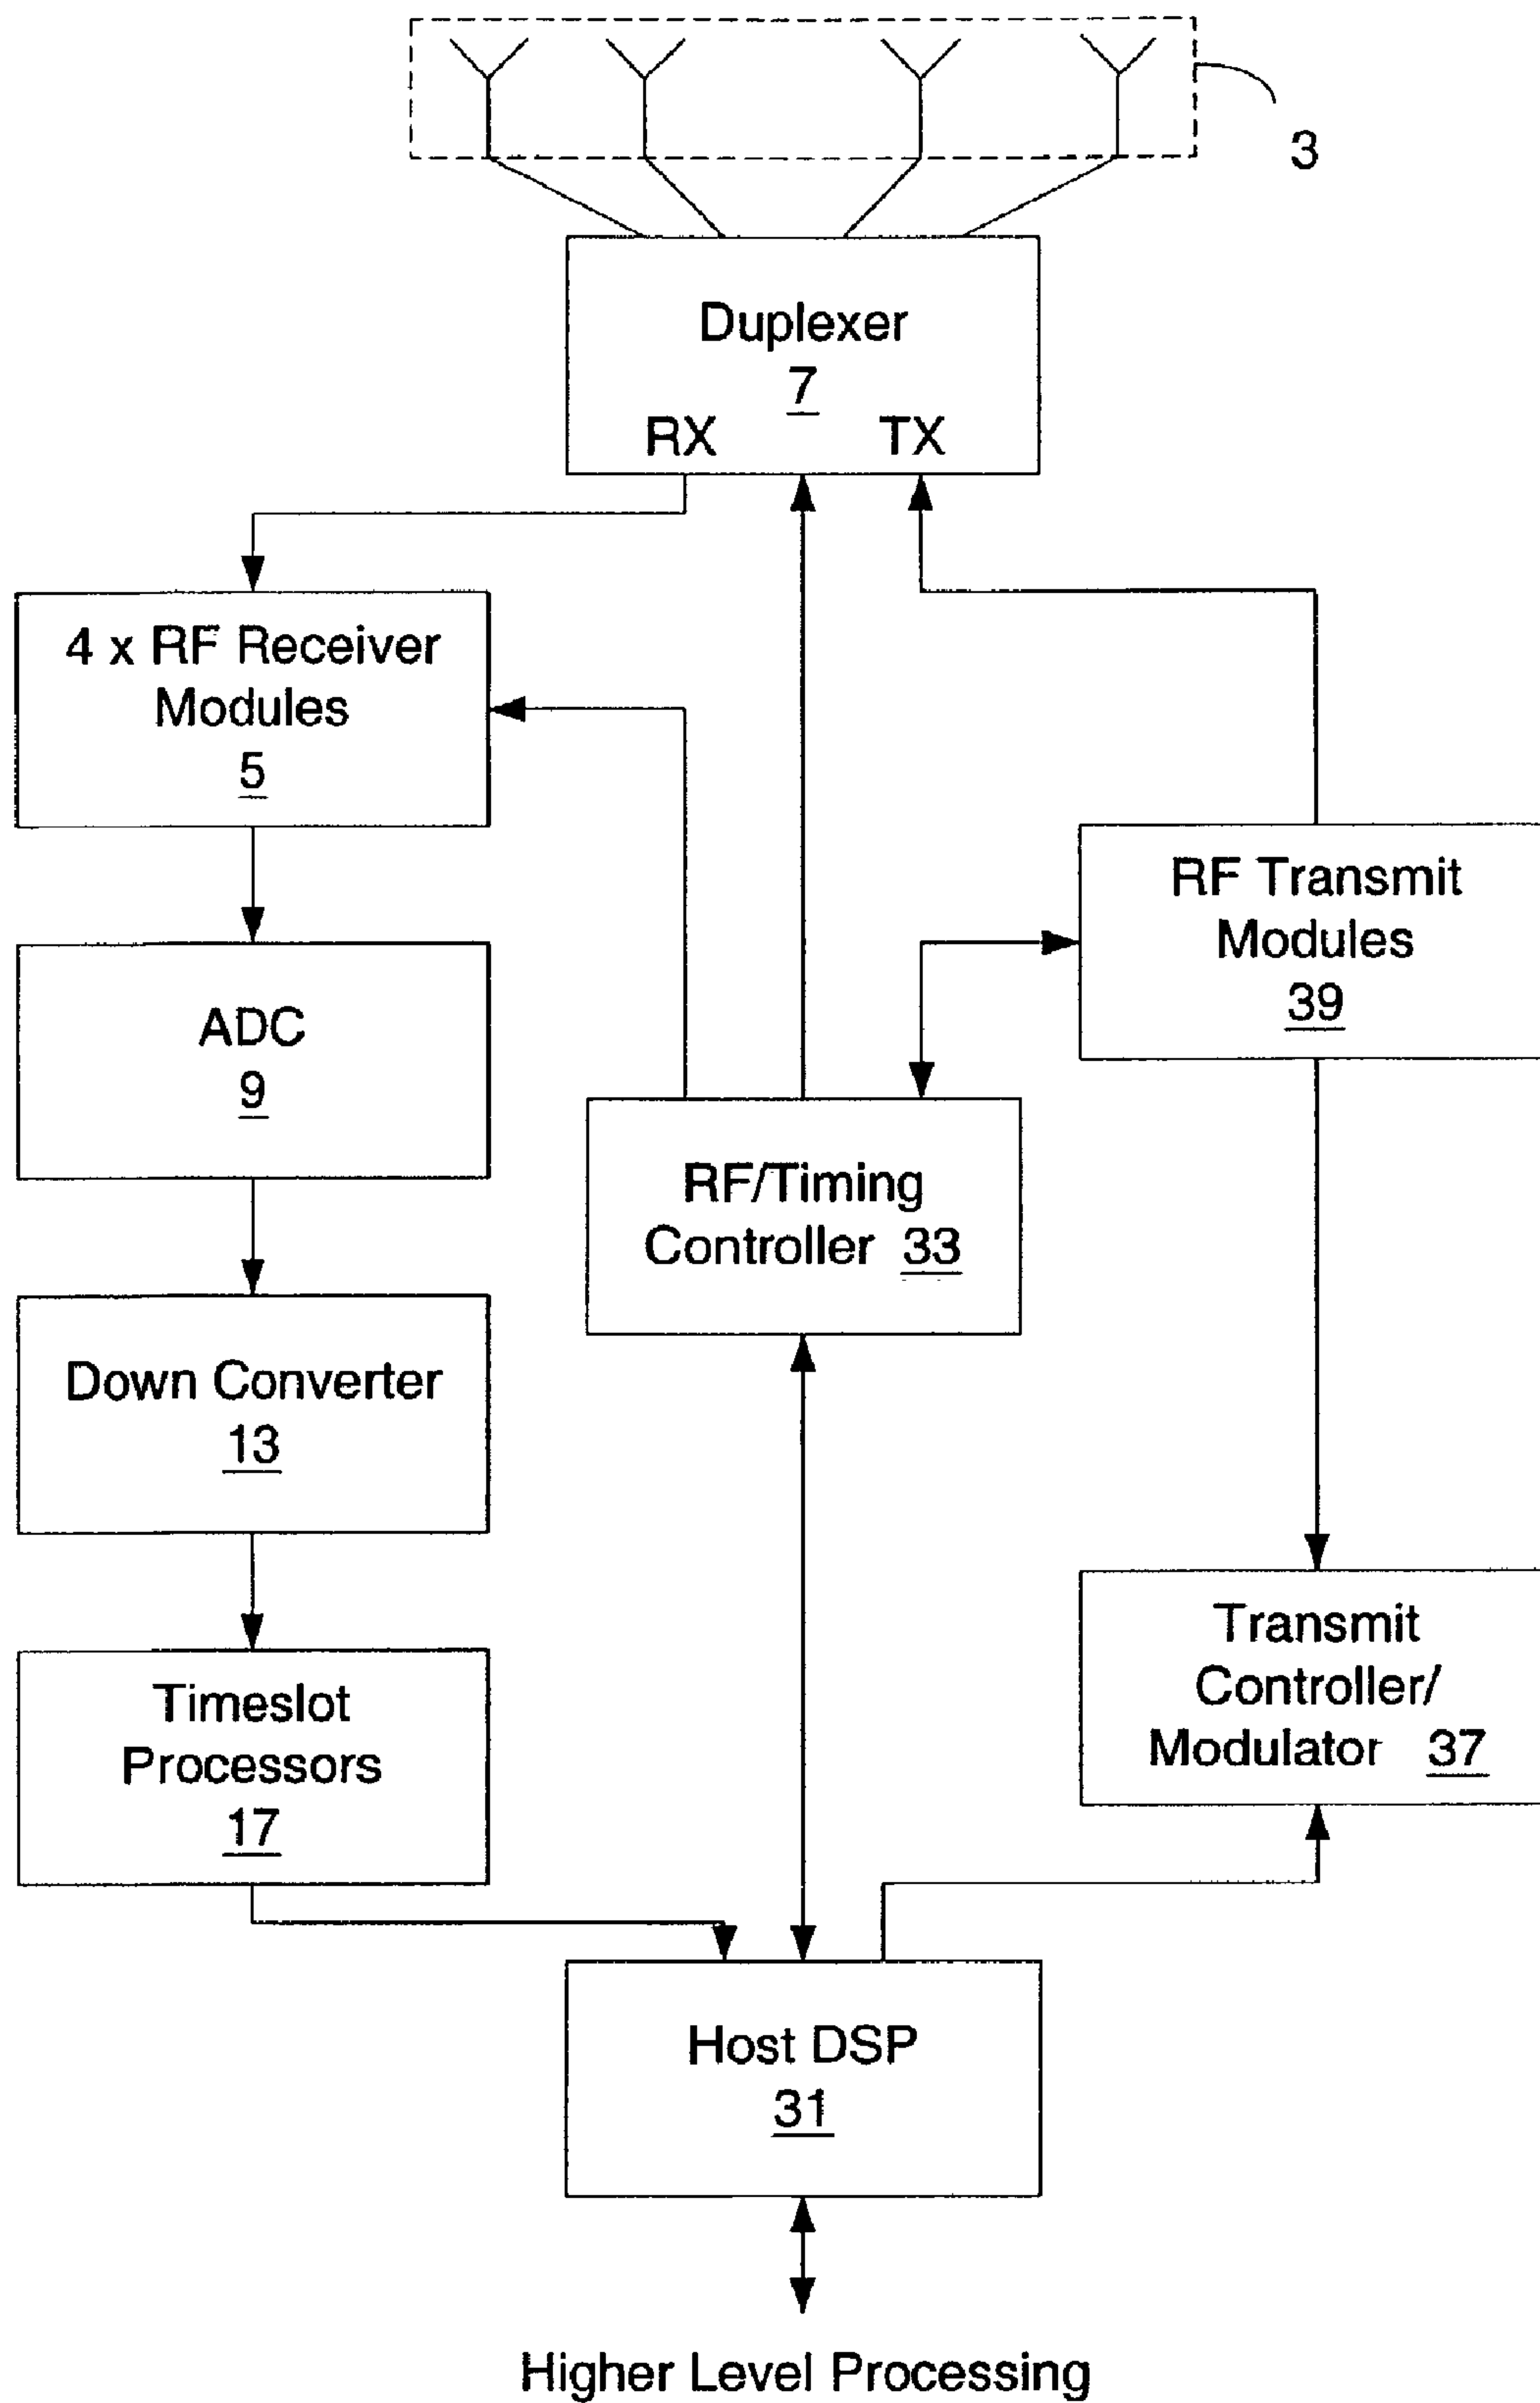 3
Duplexer
7
RX
TX
4 x RF Receiver
Modules
5
RF Transmit
Modules
39
ADC
9
RF/Timing
Controller 33
Down Converter
13
Timeslot
Processors
17
Transmit
Controller/
Modulator 37
Host DSP
31
Higher Level Processing